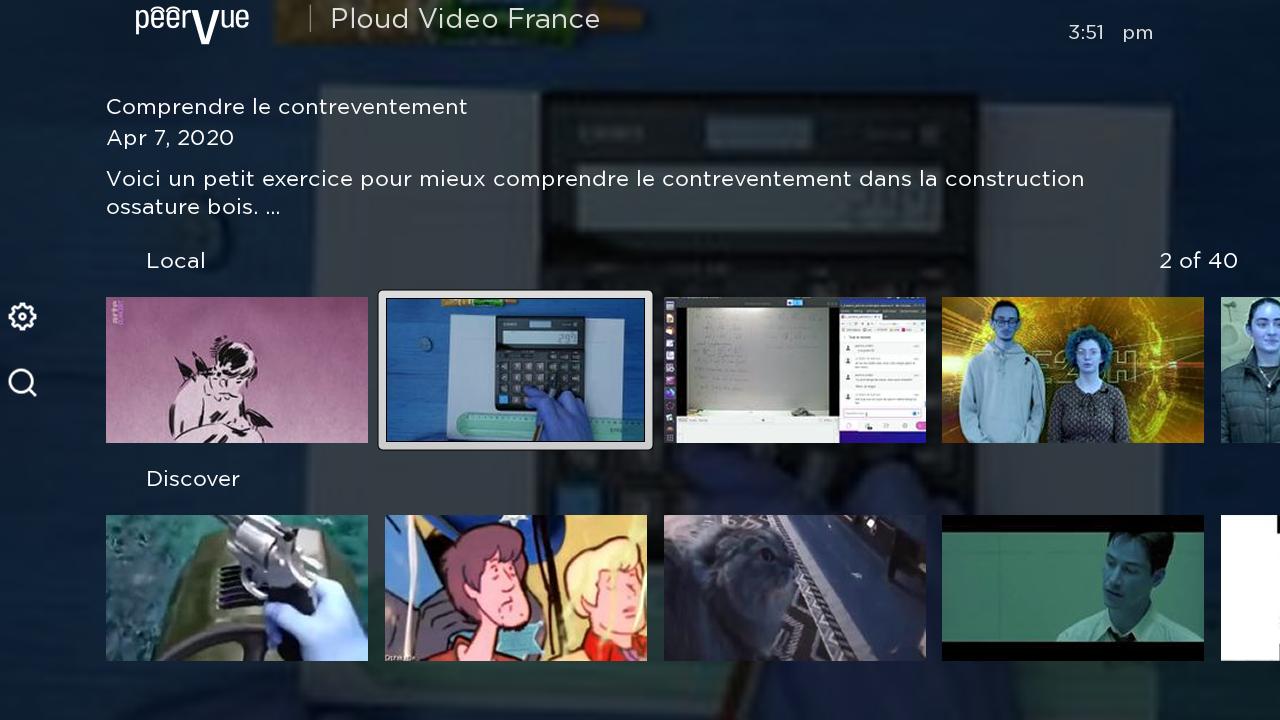 peerVue
Ploud Video France
3:51 pm
Comprendre le contreventement
Apr 7, 2020
Voici un petit exercice pour mieux comprendre le contreventement dans la construction
ossature bois. ...
Local
2 of 40
arte
Discover